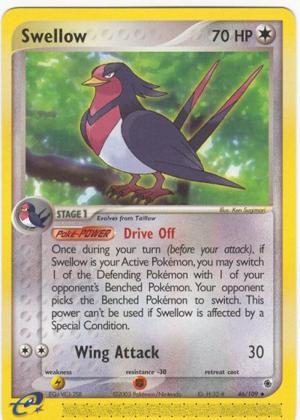 Swellow 70 HP
Illus. Ken Sugimori
STAGE 1
Evolves from Taillow
Poké-POWER Drive Off
Once during your turn (before your attack), if
Swellow is your Active Pokémon, you may switch
1 of the Defending Pokémon with 1 of your
opponent's Benched Pokémon. Your opponent
picks the Benched Pokémon to switch. This
power can't be used if Swellow is affected by a
Special Condition.
Wing Attack 30
weakness resistance -30 retreat cost
©2003 Pokémon/Nintendo 46/109
e